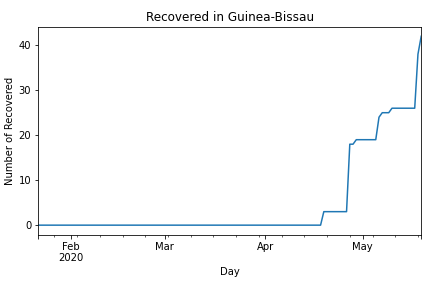 Recovered in Guinea-Bissau
Number of Recovered
40
30
20
10
0
Feb
2020
Mar
Apr
May
Day